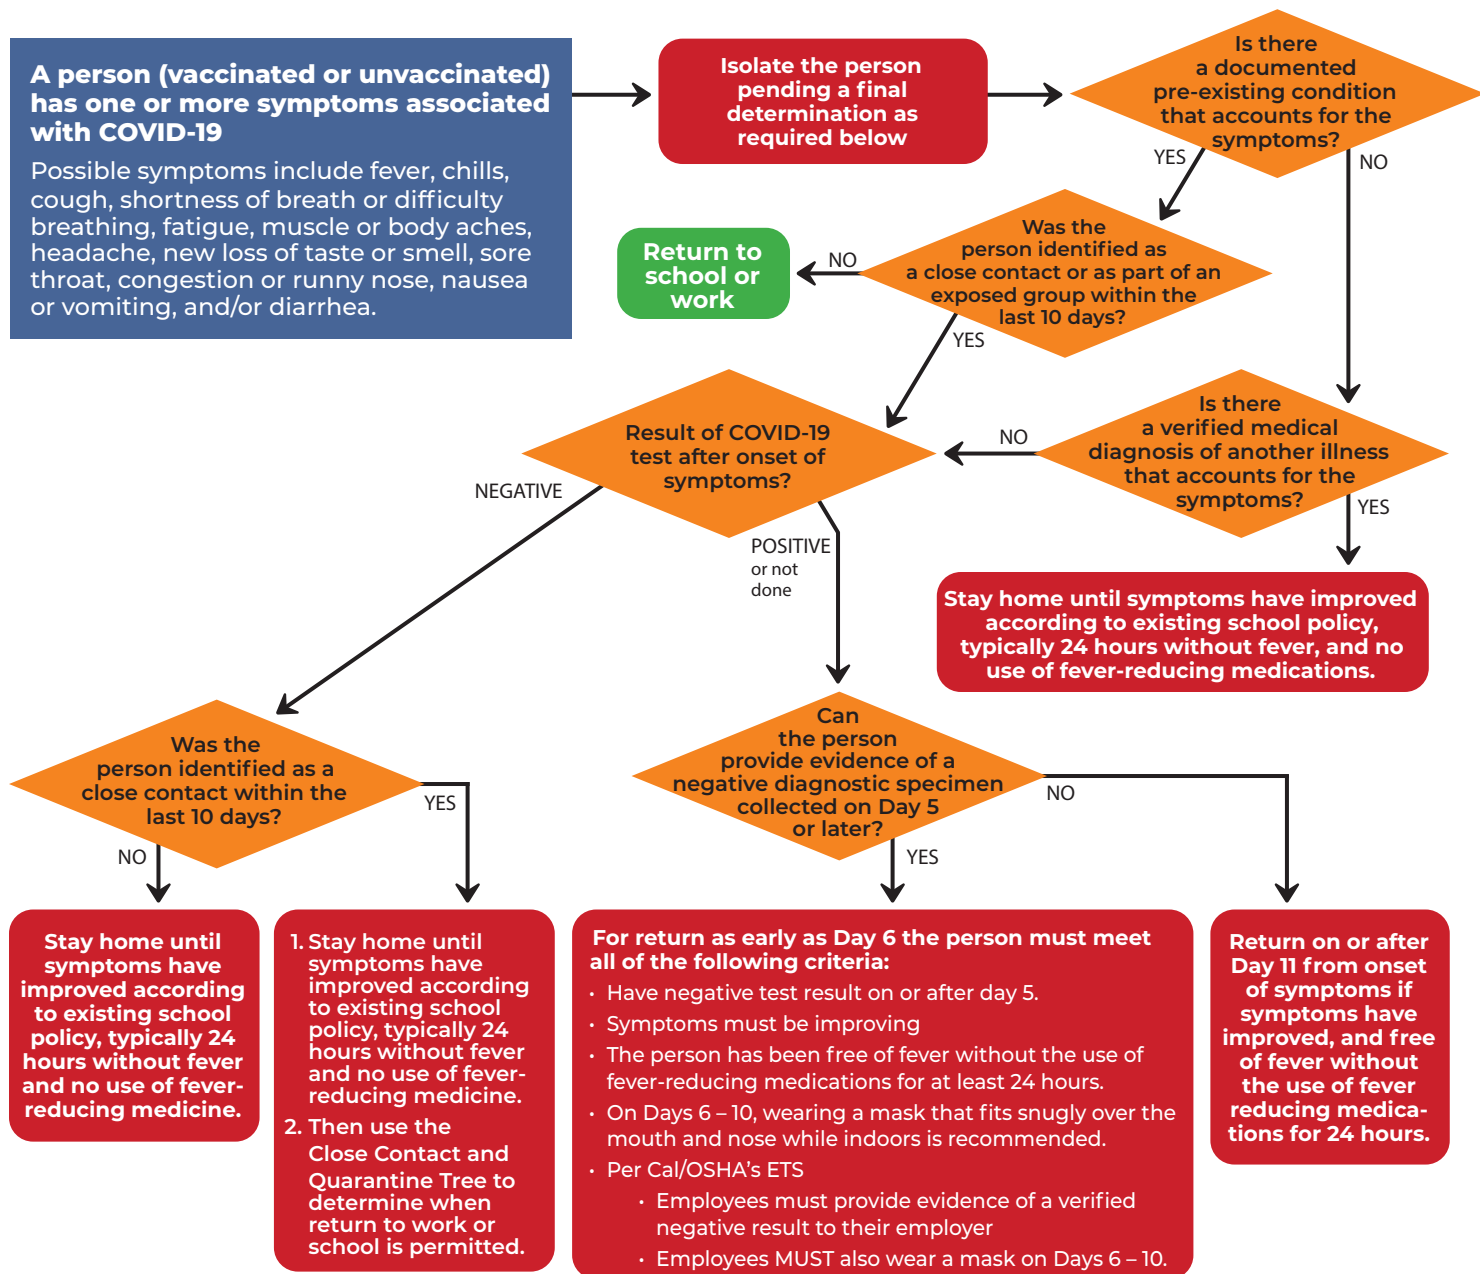 A person (vaccinated or unvaccinated)
has one or more symptoms associated
with COVID-19
Possible symptoms include fever, chills,
cough, shortness of breath or difficulty
breathing, fatigue, muscle or body aches,
headache, new loss of taste or smell, sore
throat, congestion or runny nose, nausea
or vomiting, and/or diarrhea.
Isolate the person
pending a final
determination as
required below
Is there
a documented
pre-existing condition
that accounts for the
symptoms?
YES
NO
Was the
person identified as
a close contact or as part of an
exposed group within the
last 10 days?
NO
Return to
school or
work
YES
Is there
a verified medical
diagnosis of another illness
that accounts for the
symptoms?
NO
YES
Result of COVID-19
test after onset of
symptoms?
NEGATIVE
POSITIVE
or not
done
Stay home until symptoms have improved
according to existing school policy,
typically 24 hours without fever, and no
use of fever-reducing medications.
Was the
person identified as a
close contact within the
last 10 days?
NO
YES
Can
the person
provide evidence of a
negative diagnostic specimen
collected on Day 5
or later?
YES
NO
Stay home until
symptoms have
improved according
to existing school
policy, typically 24
hours without fever
and no use of fever-
reducing medicine.
1. Stay home until
symptoms have
improved according
to existing school
policy, typically 24
hours without fever
and no use of fever-
reducing medicine.
2. Then use the
Close Contact and
Quarantine Tree to
determine when
return to work or
school is permitted.
For return as early as Day 6 the person must meet
all of the following criteria:
• Have negative test result on or after day 5.
• Symptoms must be improving
• The person has been free of fever without the use of
fever-reducing medications for at least 24 hours.
• On Days 6 – 10, wearing a mask that fits snugly over the
mouth and nose while indoors is recommended.
• Per Cal/OSHA's ETS
• Employees must provide evidence of a verified
negative result to their employer
• Employees MUST also wear a mask on Days 6 – 10.
Return on or after
Day 11 from onset
of symptoms if
symptoms have
improved, and free
of fever without
the use of fever
reducing medica-
tions for 24 hours.